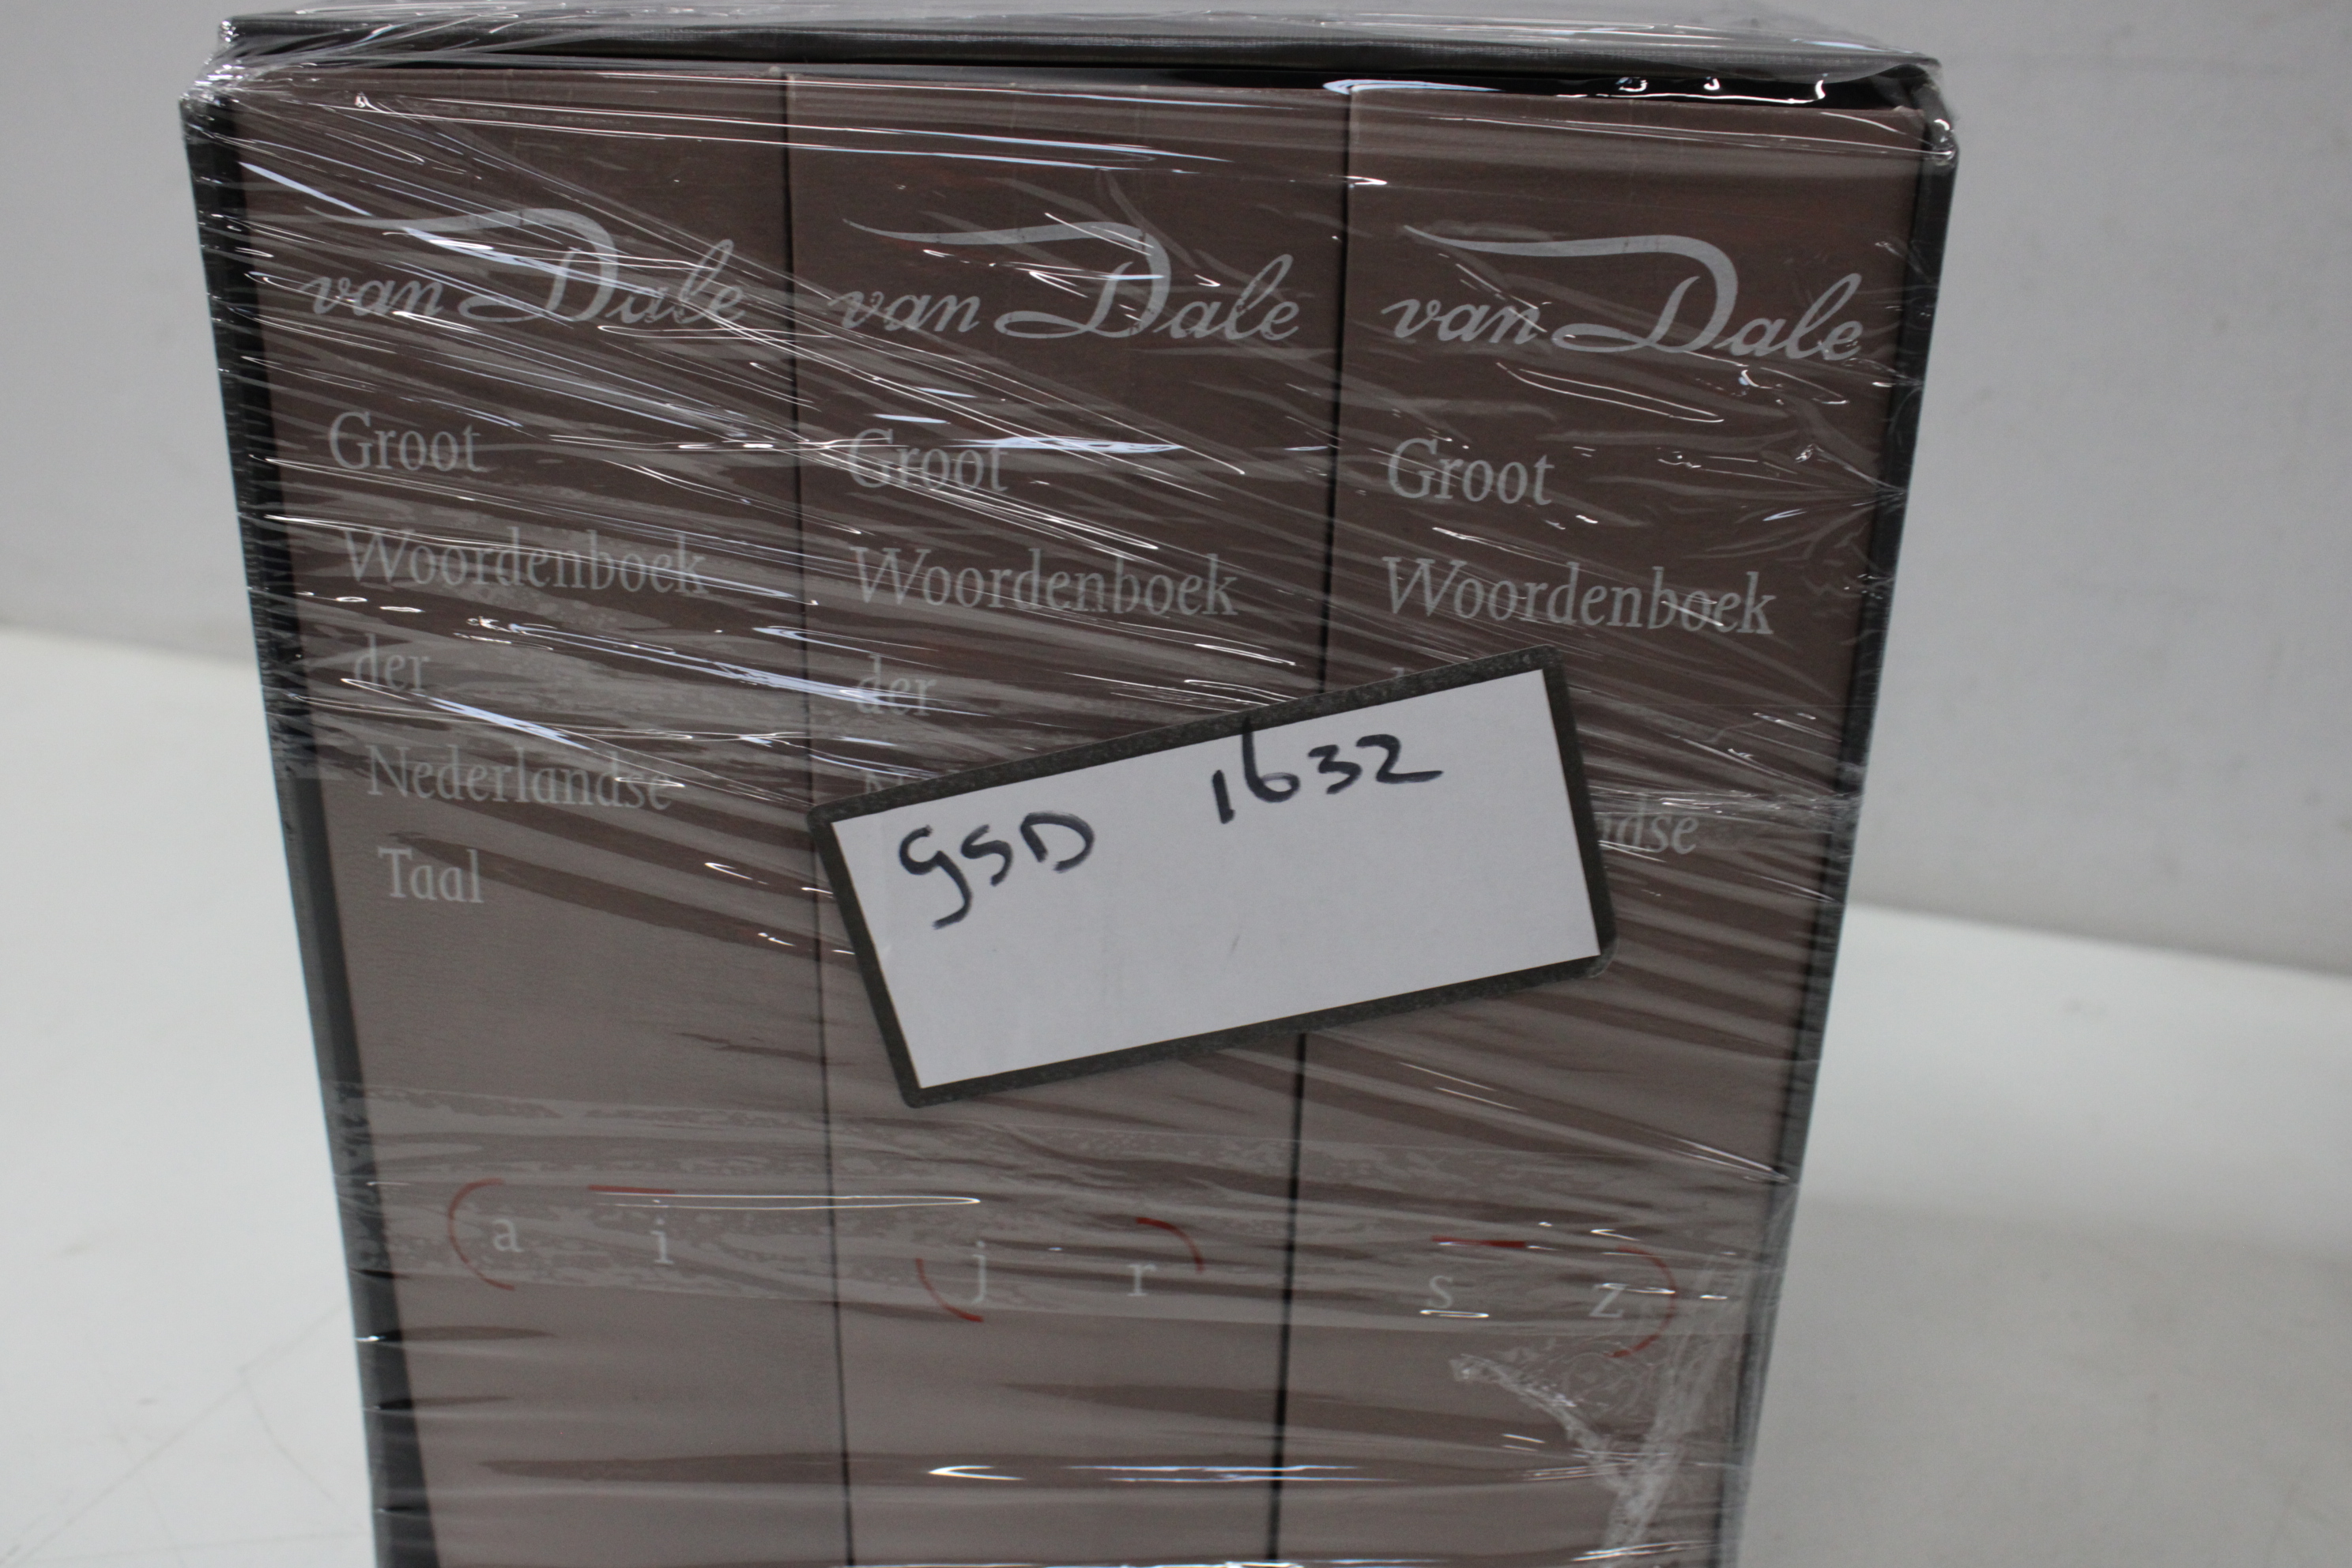 van Dale
Groot
Woordenboek
der
Nederlandse
Taal
a i
van Dale
Groot
Woordenboek
der
j r
van Dale
Groot
Woordenboek
s z
gSD 1632